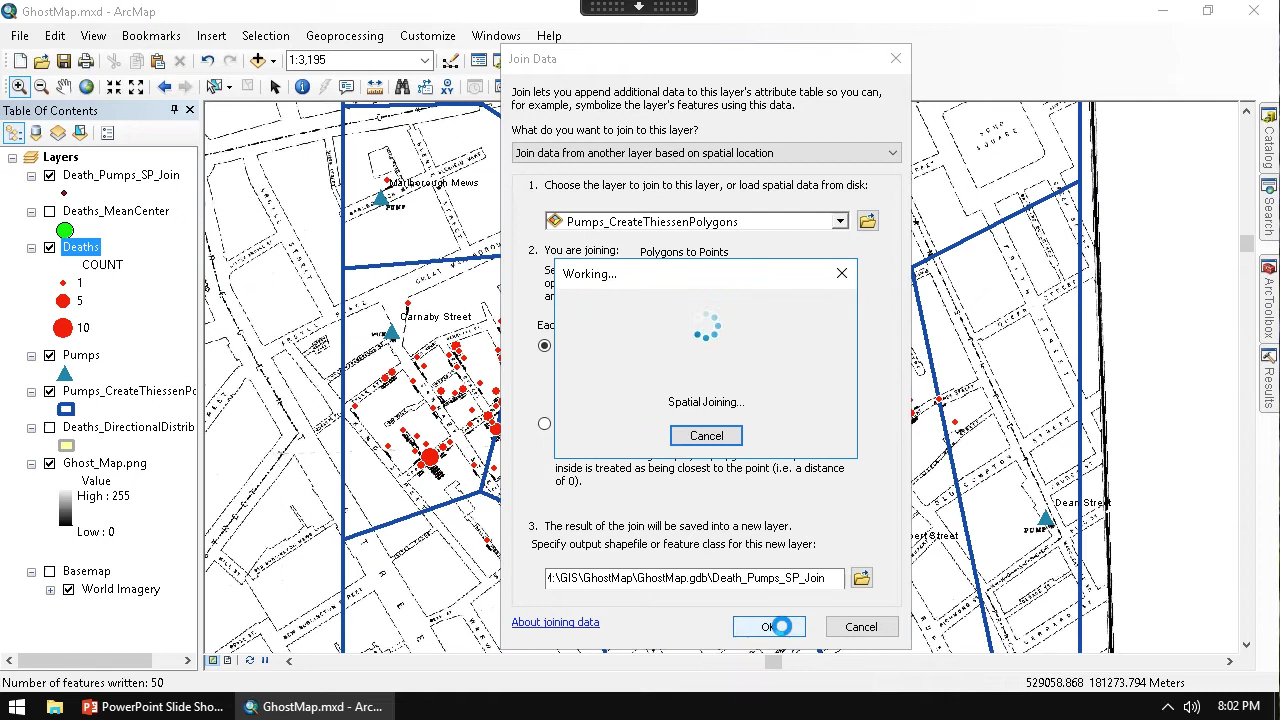 GhostMap.mxd - ArcMap
File Edit View Bookmarks Insert Selection Geoprocessing Customize Windows Help
1:3,195
Table Of Contents
Layers
Death_Pumps_SP_Join
Deaths_MeanCenter
Deaths
COUNT
1
5
10
Pumps
Pumps_CreateThiessenPo
Deaths_DirectionalDistrib
Ghost_Map.png
Value
High : 255
Low : 0
Basemap
World Imagery
Marlborough Mews
PUMP
Carnaby Street
Dean Street
PUMP
bert Street
Join Data
Join lets you append additional data to this layer's attribute table so you can,
for example, symbolize the layer's features using this data.
What do you want to join to this layer?
Join data from another layer based on spatial location
1. Choose the layer to join to this layer, or load spatial data from disk:
Pumps_CreateThiessenPolygons
2. You are joining: Polygons to Points
Se
op
an
Eac
Working...
Spatial Joining...
Cancel
inside is treated as being closest to the point (i.e. a distance
of 0).
3. The result of the join will be saved into a new layer.
Specify output shapefile or feature class for this new layer:
:\GIS\GhostMap\GhostMap.gdb\Death_Pumps_SP_Join
About joining data
OK
Cancel
Catalog
Search
ArcToolbox
Results
Number of features written: 50
529058.868 181273.794 Meters
PowerPoint Slide Sho...
GhostMap.mxd - Arc...
8:02 PM